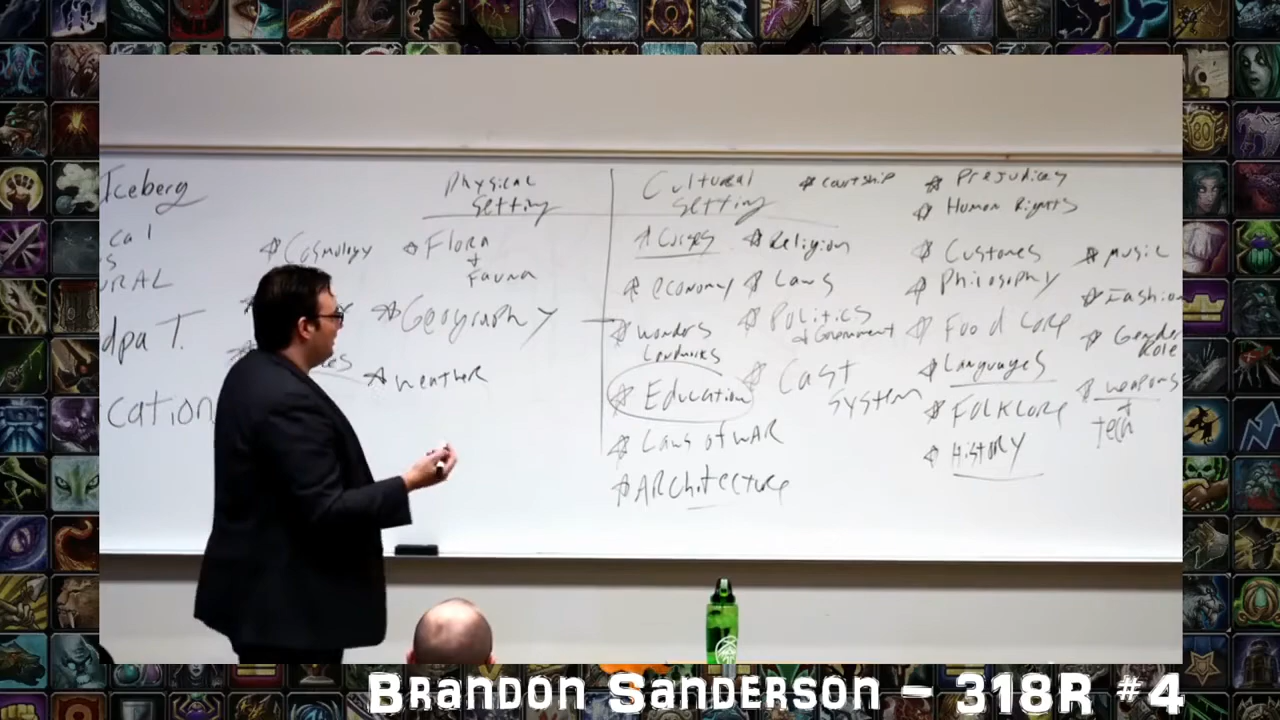 Iceberg
cal
S
URAL
dpa T.
cation
Physical
Setting
Cosmology
Flora
+
Fauna
Geography
Weather
Cultural
Setting
Courtship
Religion
Economy
Laws
Wonders
Landmarks
Politics
+ Government
Education
Cast
System
Laws of WAR
ARchitecture
Prejudices
Human Rights
Customs
Philosophy
Food
Languages
Folklore
History
Music
Fashion
Gender
Role
Weapons
+
Tech
Brandon Sanderson – 318R #4
80